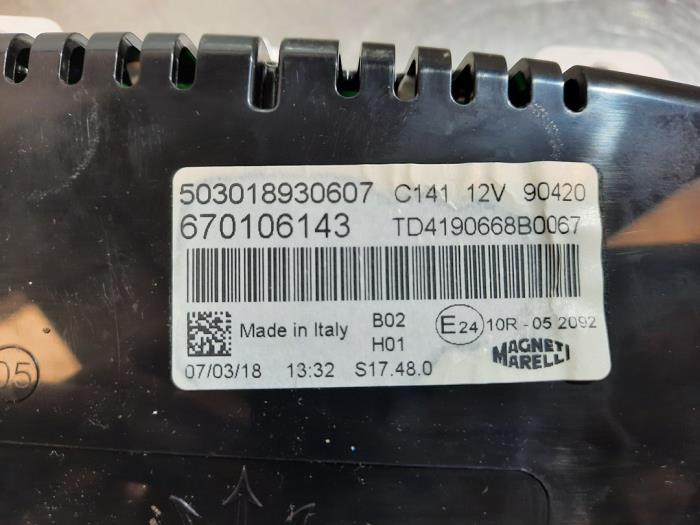 503018930607 C141 12V 90420
670106143 TD4190668B0067
Made in Italy B02 E24 10R-05 2092
H01 MAGNETI MARELLI
07/03/18 13:32 S17.48.0
05